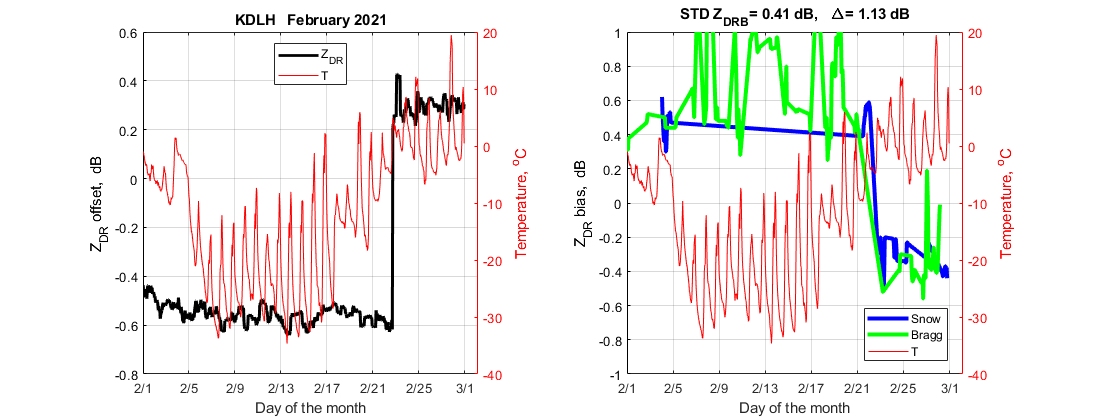 KDLH February 2021
0.6
0.4
0.2
0
-0.2
-0.4
-0.6
-0.8
Z_DR offset, dB
Z_DR
T
20
10
0
-10
-20
-30
-40
Temperature, °C
2/1 2/5 2/9 2/13 2/17 2/21 2/25 3/1
Day of the month
STD Z_DRB = 0.41 dB, Δ= 1.13 dB
1
0.8
0.6
0.4
0.2
0
-0.2
-0.4
-0.6
-0.8
-1
Z_DR bias, dB
Snow
Bragg
T
20
10
0
-10
-20
-30
-40
Temperature, °C
2/1 2/5 2/9 2/13 2/17 2/21 2/25 3/1
Day of the month